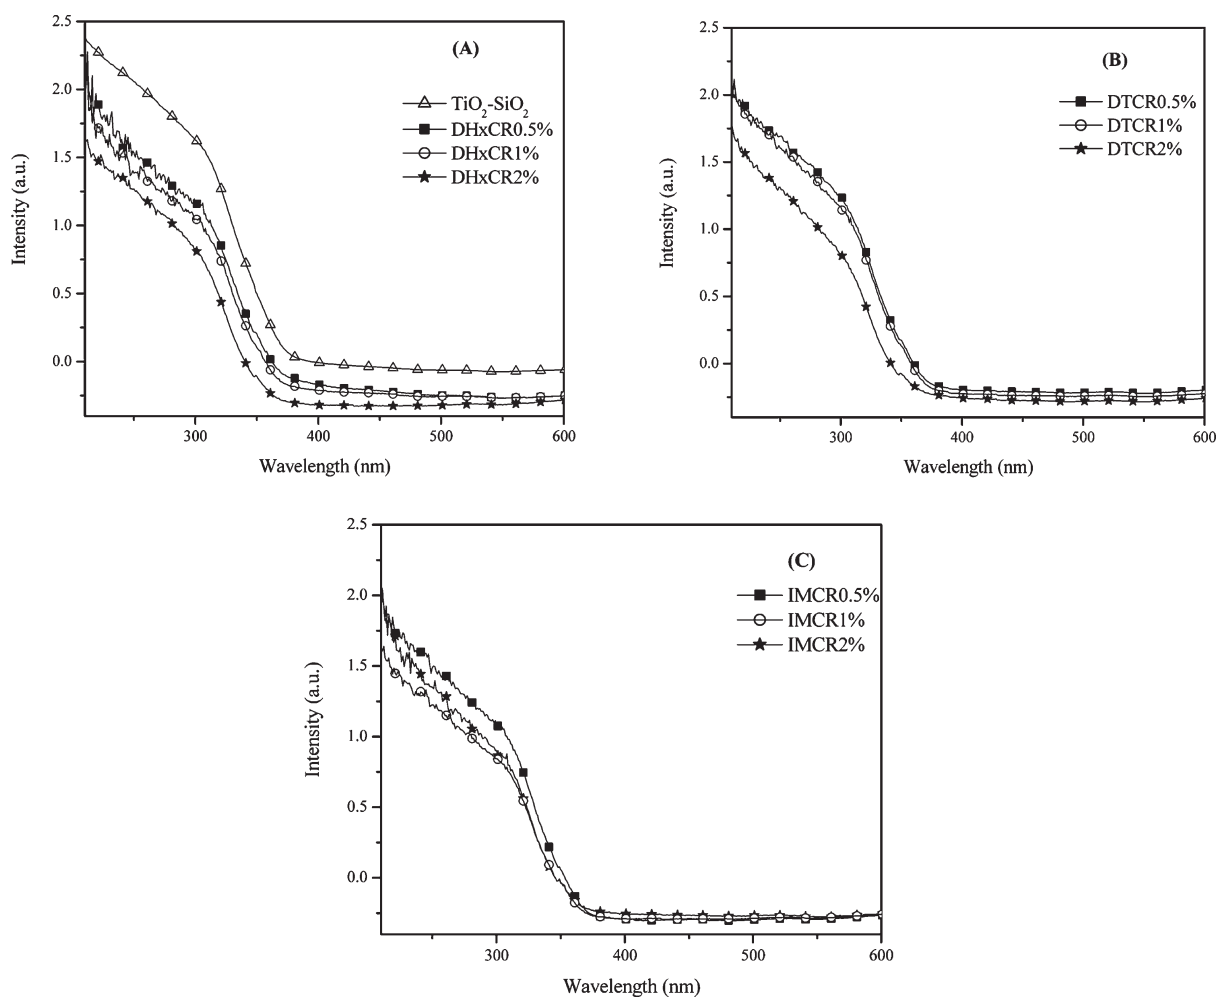 (A)
TiO₂-SiO₂
DHxCR0.5%
DHxCR1%
DHxCR2%
2.5
2.0
1.5
1.0
0.5
0.0
Intensity (a.u.)
300 400 500 600
Wavelength (nm)
(B)
DTCR0.5%
DTCR1%
DTCR2%
2.5
2.0
1.5
1.0
0.5
0.0
Intensity (a.u.)
300 400 500 600
Wavelength (nm)
(C)
IMCR0.5%
IMCR1%
IMCR2%
2.5
2.0
1.5
1.0
0.5
0.0
Intensity (a.u.)
300 400 500 600
Wavelength (nm)